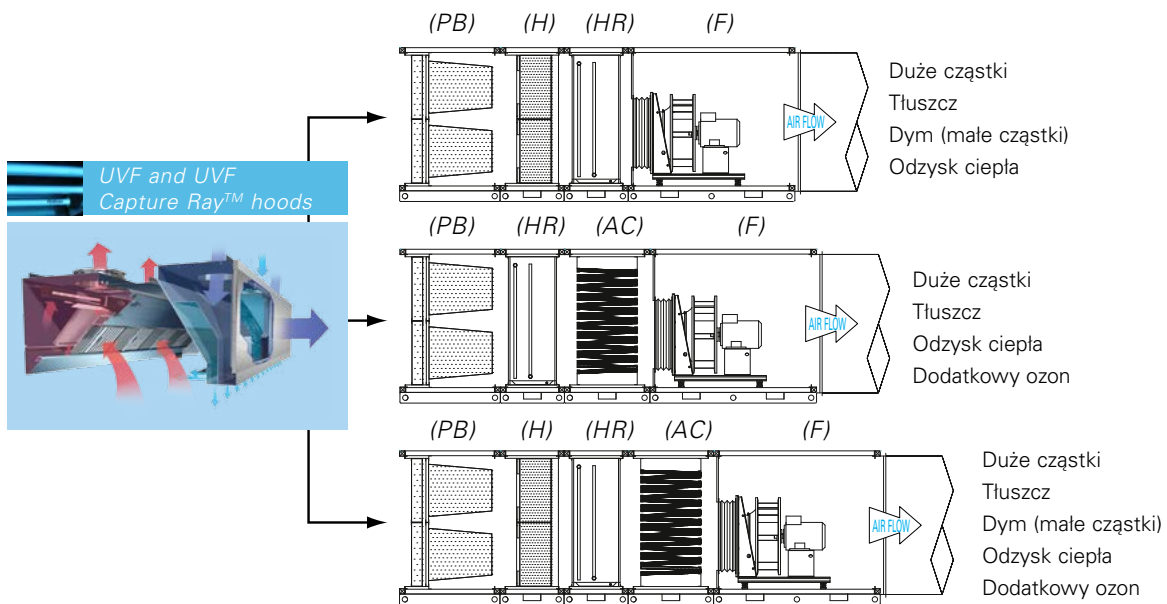 (PB) (H) (HR) (F)
AIR FLOW
Duże cząstki
Tłuszcz
Dym (małe cząstki)
Odzysk ciepła
UVF and UVF
Capture Ray™ hoods
(PB) (HR) (AC) (F)
AIR FLOW
Duże cząstki
Tłuszcz
Odzysk ciepła
Dodatkowy ozon
(PB) (H) (HR) (AC) (F)
AIR FLOW
Duże cząstki
Tłuszcz
Dym (małe cząstki)
Odzysk ciepła
Dodatkowy ozon